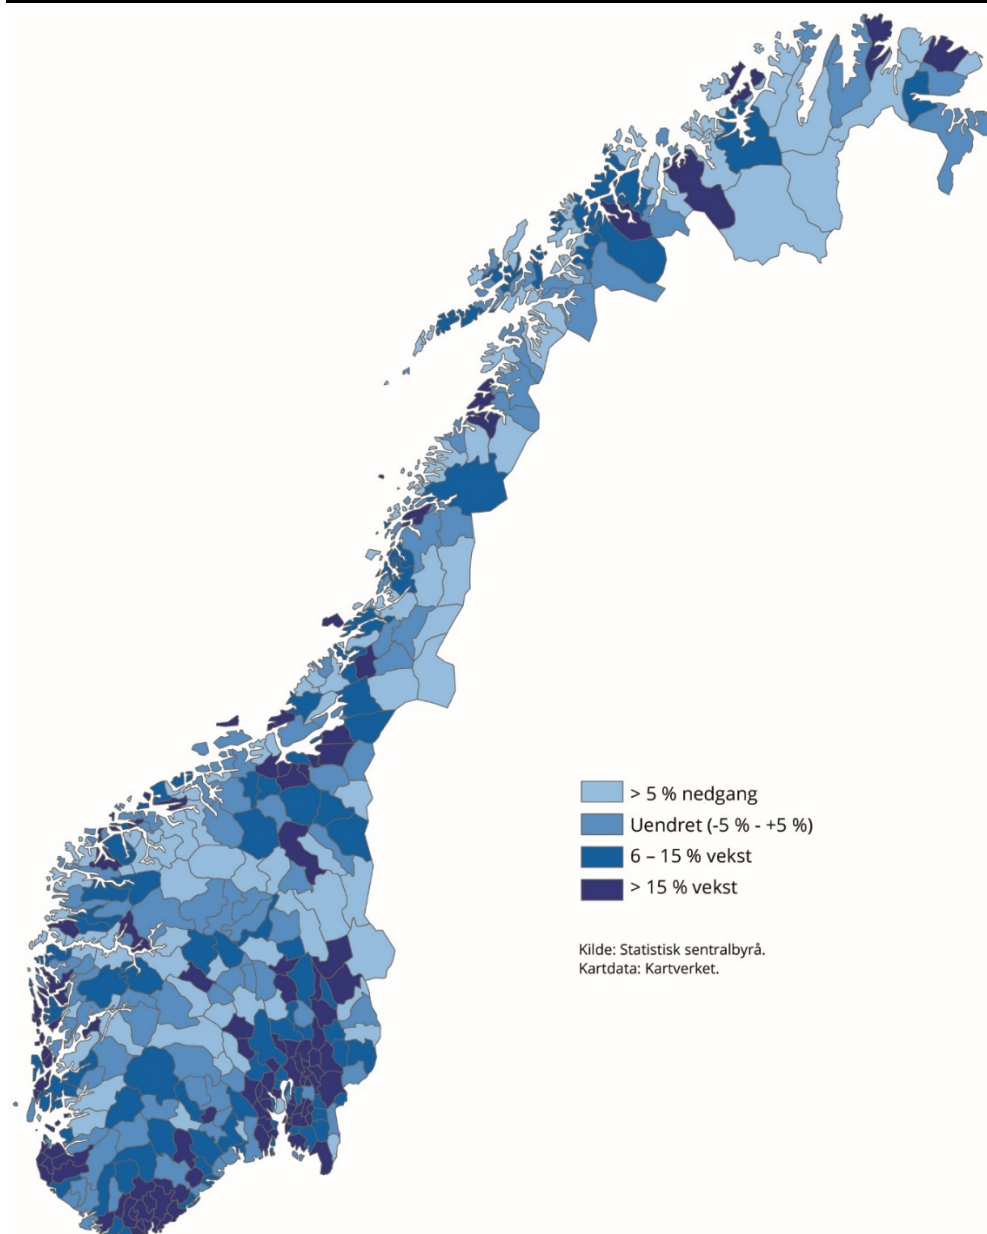 > 5 % nedgang
Uendret (-5 % - +5 %)
6 – 15 % vekst
> 15 % vekst
Kilde: Statistisk sentralbyrå.
Kartdata: Kartverket.